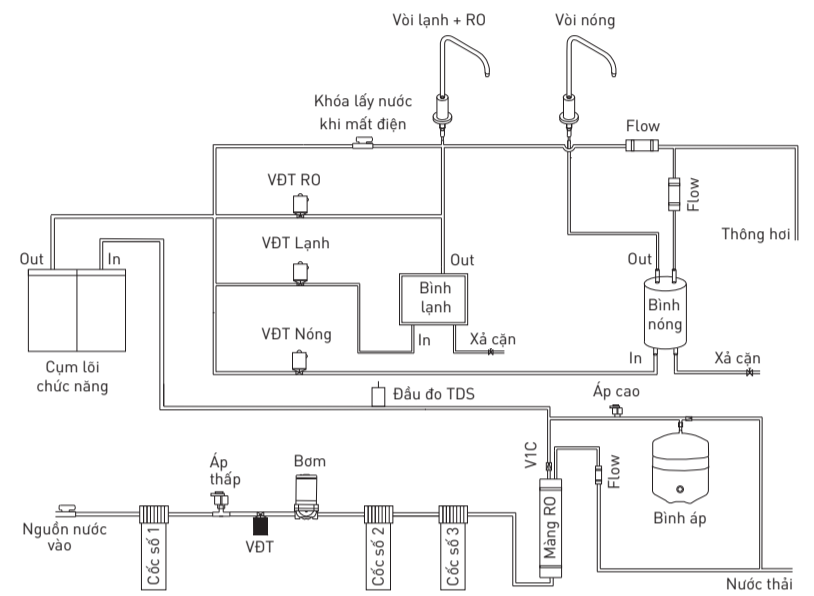 Vòi lạnh + RO
Vòi nóng
Khóa lấy nước
khi mất điện
Flow
VĐT RO
Flow
Thông hơi
VĐT Lạnh
Out
In
Out
Out
Bình
lạnh
Bình
nóng
VĐT Nóng
In
Xả cặn
In
Xả cặn
Cụm lõi
chức năng
Đầu đo TDS
Áp cao
V1C
Áp
thấp
Bơm
Flow
Bình áp
Nguồn nước
vào
Cốc số 1
VĐT
Cốc số 2
Cốc số 3
Màng RO
Nước thải